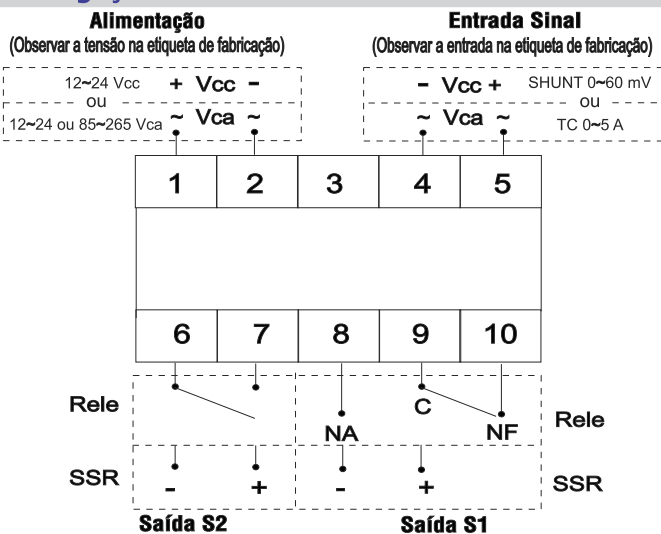 Alimentação
Entrada Sinal
(Observar a tensão na etiqueta de fabricação)
(Observar a entrada na etiqueta de fabricação)
12~24 Vcc + Vcc -
ou
12~24 ou 85~265 Vca ~ Vca ~
- Vcc + SHUNT 0~60 mV
ou
~ Vca ~ TC 0~5 A
1 2 3 4 5
6 7 8 9 10
Rele
C
NA
NF
Rele
SSR - + - + SSR
Saída S2
Saída S1